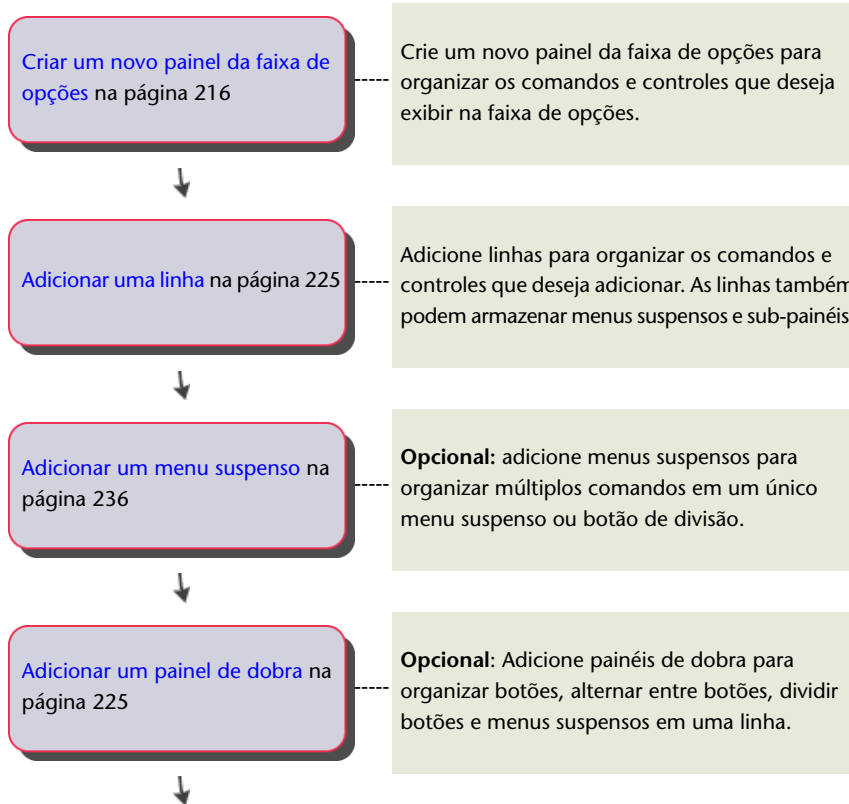 Criar um novo painel da faixa de
opções na página 216
Crie um novo painel da faixa de opções para
organizar os comandos e controles que deseja
exibir na faixa de opções.
Adicionar uma linha na página 225
Adicione linhas para organizar os comandos e
controles que deseja adicionar. As linhas também
podem armazenar menus suspensos e sub-painéis
Adicionar um menu suspenso na
página 236
Opcional: adicione menus suspensos para
organizar múltiplos comandos em um único
menu suspenso ou botão de divisão.
Adicionar um painel de dobra na
página 225
Opcional: Adicione painéis de dobra para
organizar botões, alternar entre botões, dividir
botões e menus suspensos em uma linha.